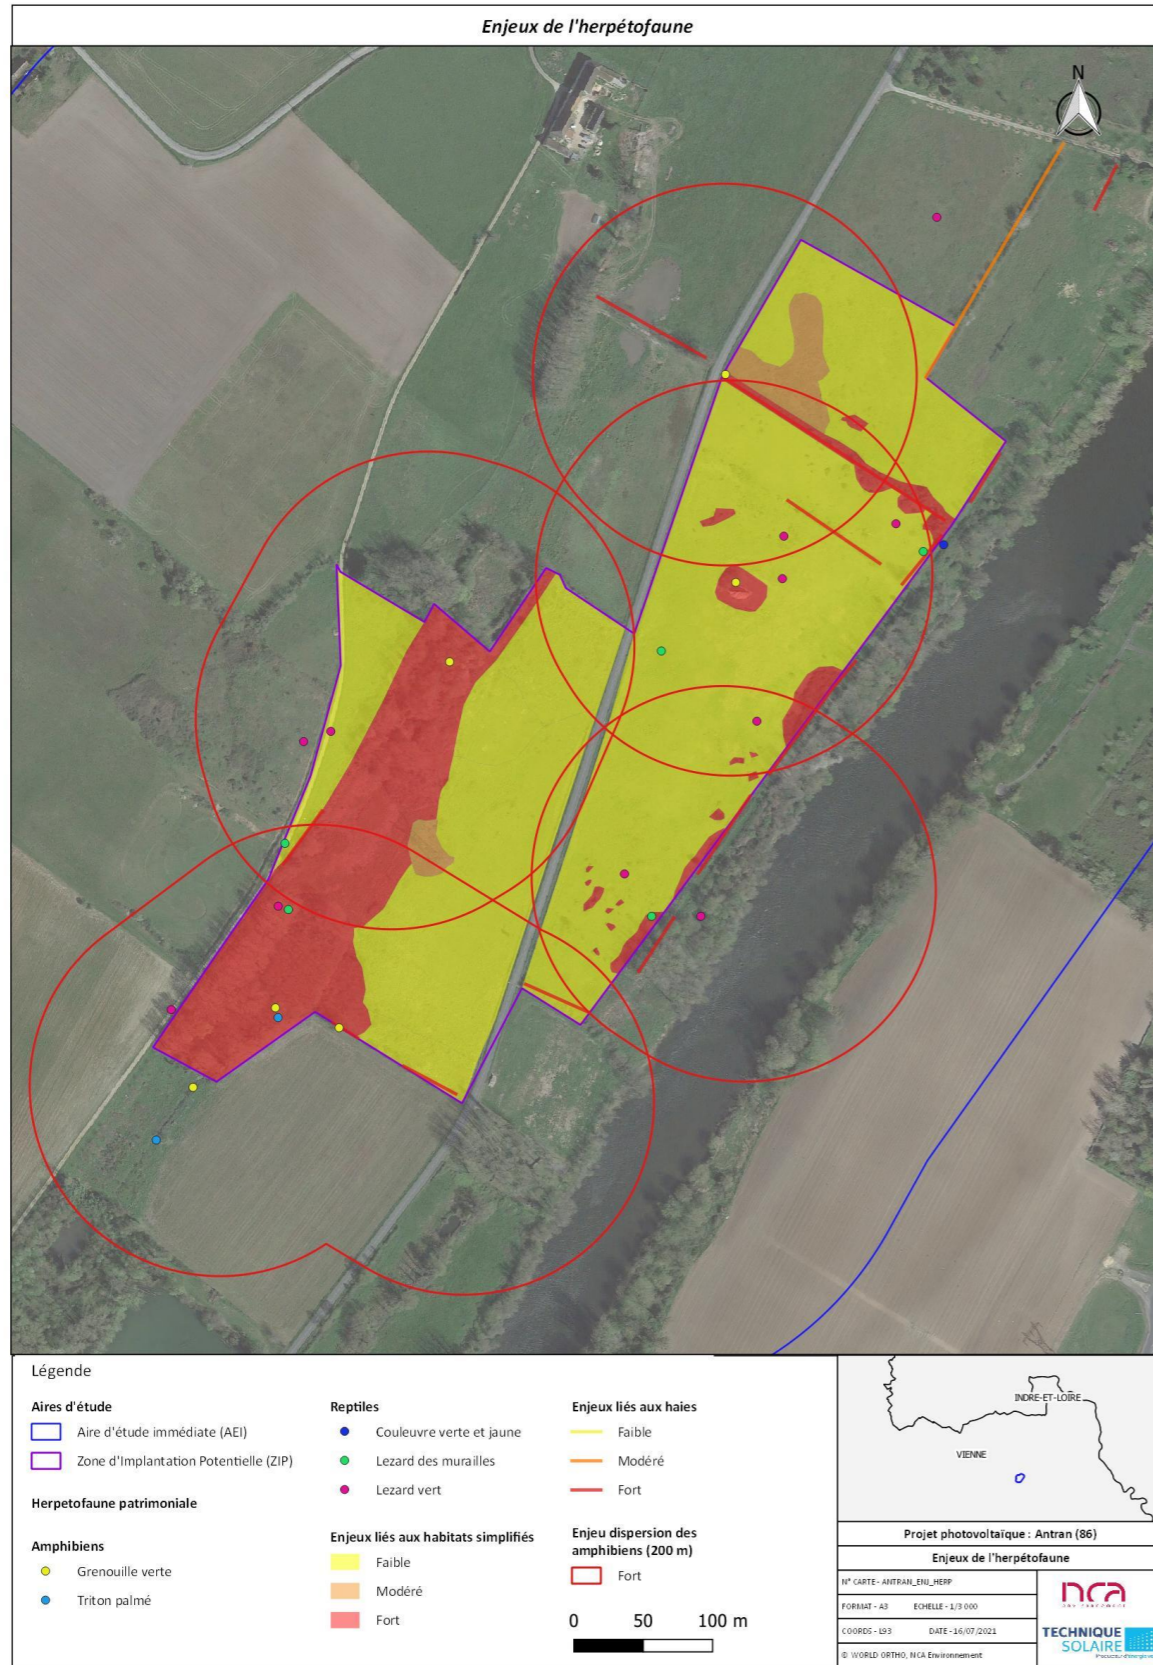 Enjeux de l'herpétofaune
N
Légende
Aires d'étude
Aire d'étude immédiate (AEI)
Zone d'Implantation Potentielle (ZIP)
Herpetofaune patrimoniale
Amphibiens
Grenouille verte
Triton palmé
Reptiles
Couleuvre verte et jaune
Lezard des murailles
Lezard vert
Enjeux liés aux habitats simplifiés
Faible
Modéré
Fort
Enjeux liés aux haies
Faible
Modéré
Fort
Enjeu dispersion des
amphibiens (200 m)
Fort
0 50 100 m
INDRE-ET-LOIRE
VIENNE
Projet photovoltaïque : Antran (86)
Enjeux de l'herpétofaune
N° CARTE - ANTRAN_ENJ_HERP
FORMAT - A3 ECHELLE - 1/3 000
COORDS - L93 DATE - 16/07/2021
© WORLD ORTHO, NCA Environnement
nca
TECHNIQUE
SOLAIRE